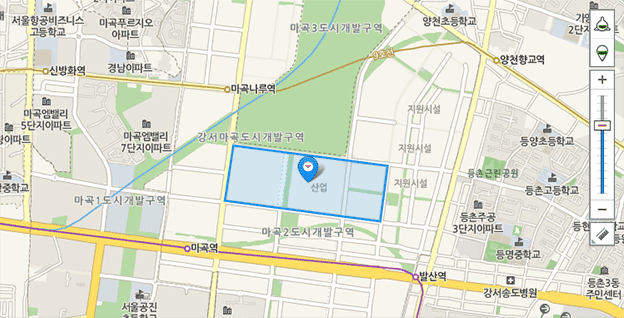 서울항공비즈니스
고등학교
마곡푸르지오
아파트
마곡3도시개발구역
양천초등학교
2단지아파트
신방화역
경남아파트
양천향교역
마곡나루역
9호선
지원시설
마곡엠밸리
5단지아파트
마곡엠밸리
7단지아파트
강서마곡도시개발구역
지원시설
등양초등학교
등촌근린공원
산업
지원시설
등촌고등학교
마곡1도시개발구역
등촌주공
3단지아파트
마곡2도시개발구역
마곡역
등명중학교
발산역
강서송도병원
등촌3동
주민센터
서울공진
초등학교